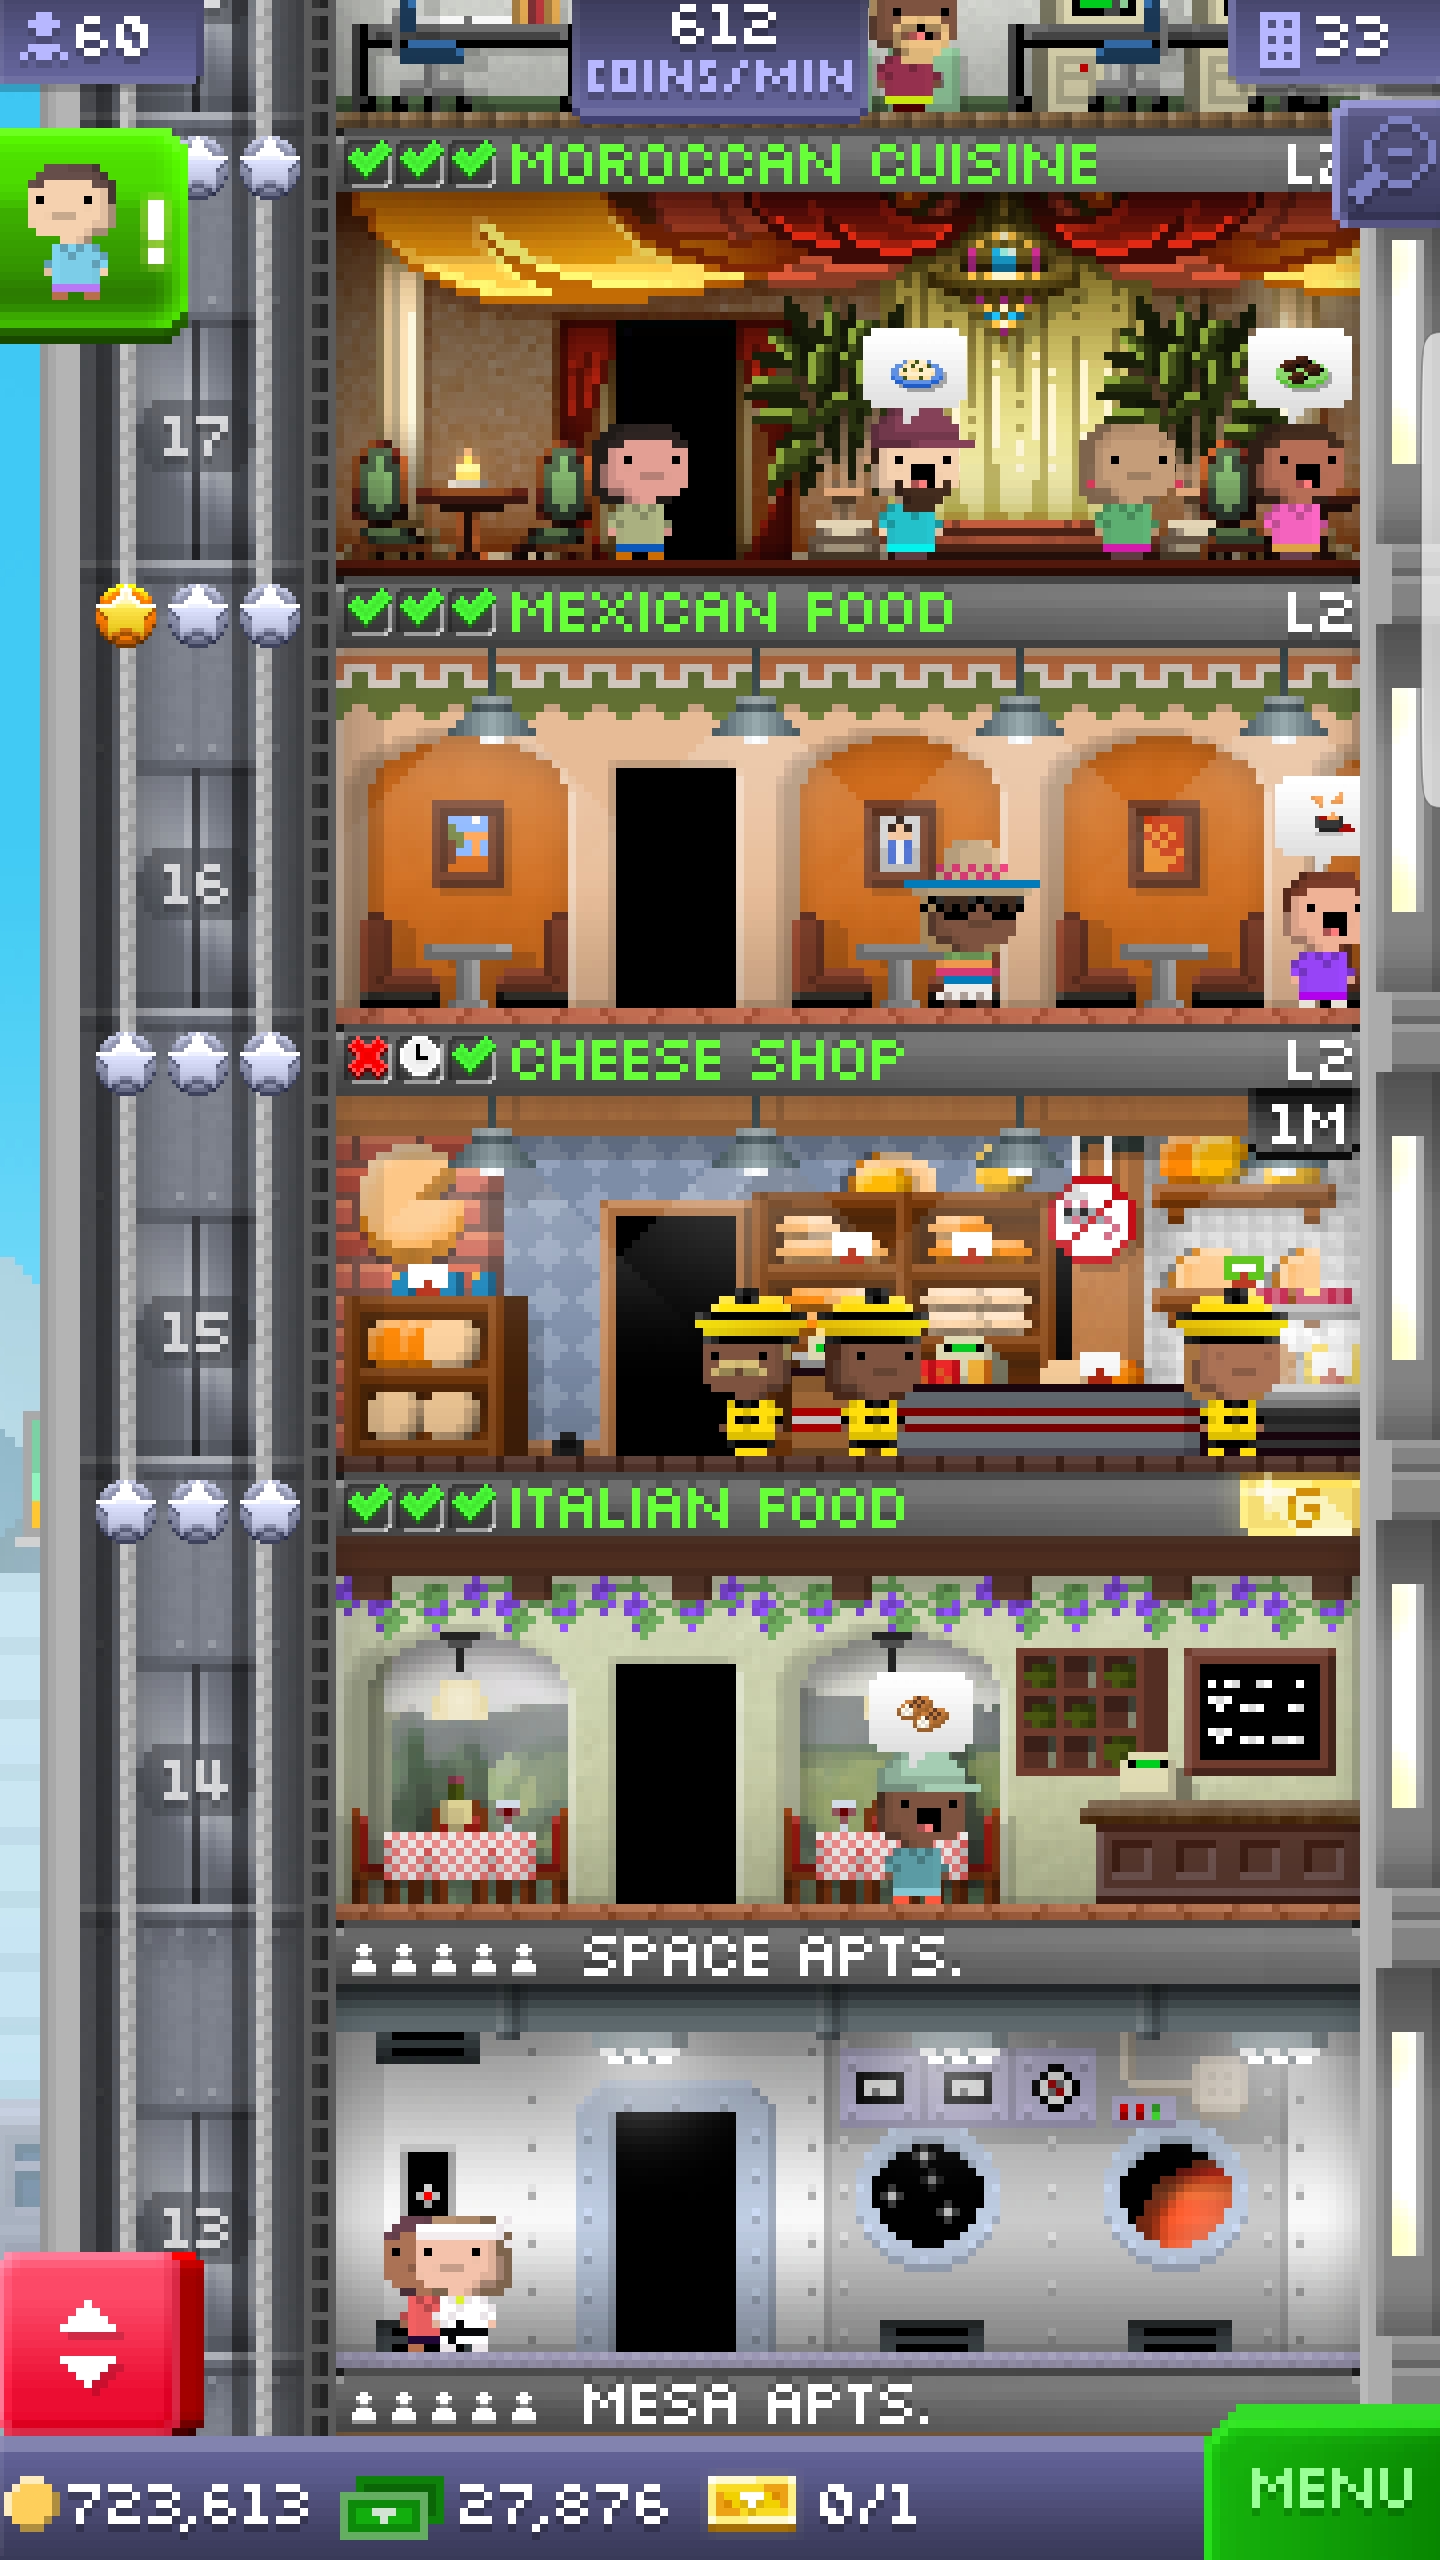 60
612
COINS/MIN
33
MOROCCAN CUISINE
L2
17
MEXICAN FOOD
L2
16
CHEESE SHOP
L2
1M
15
ITALIAN FOOD
G
14
SPACE APTS.
13
MESA APTS.
723,613
27,876
0/1
MENU